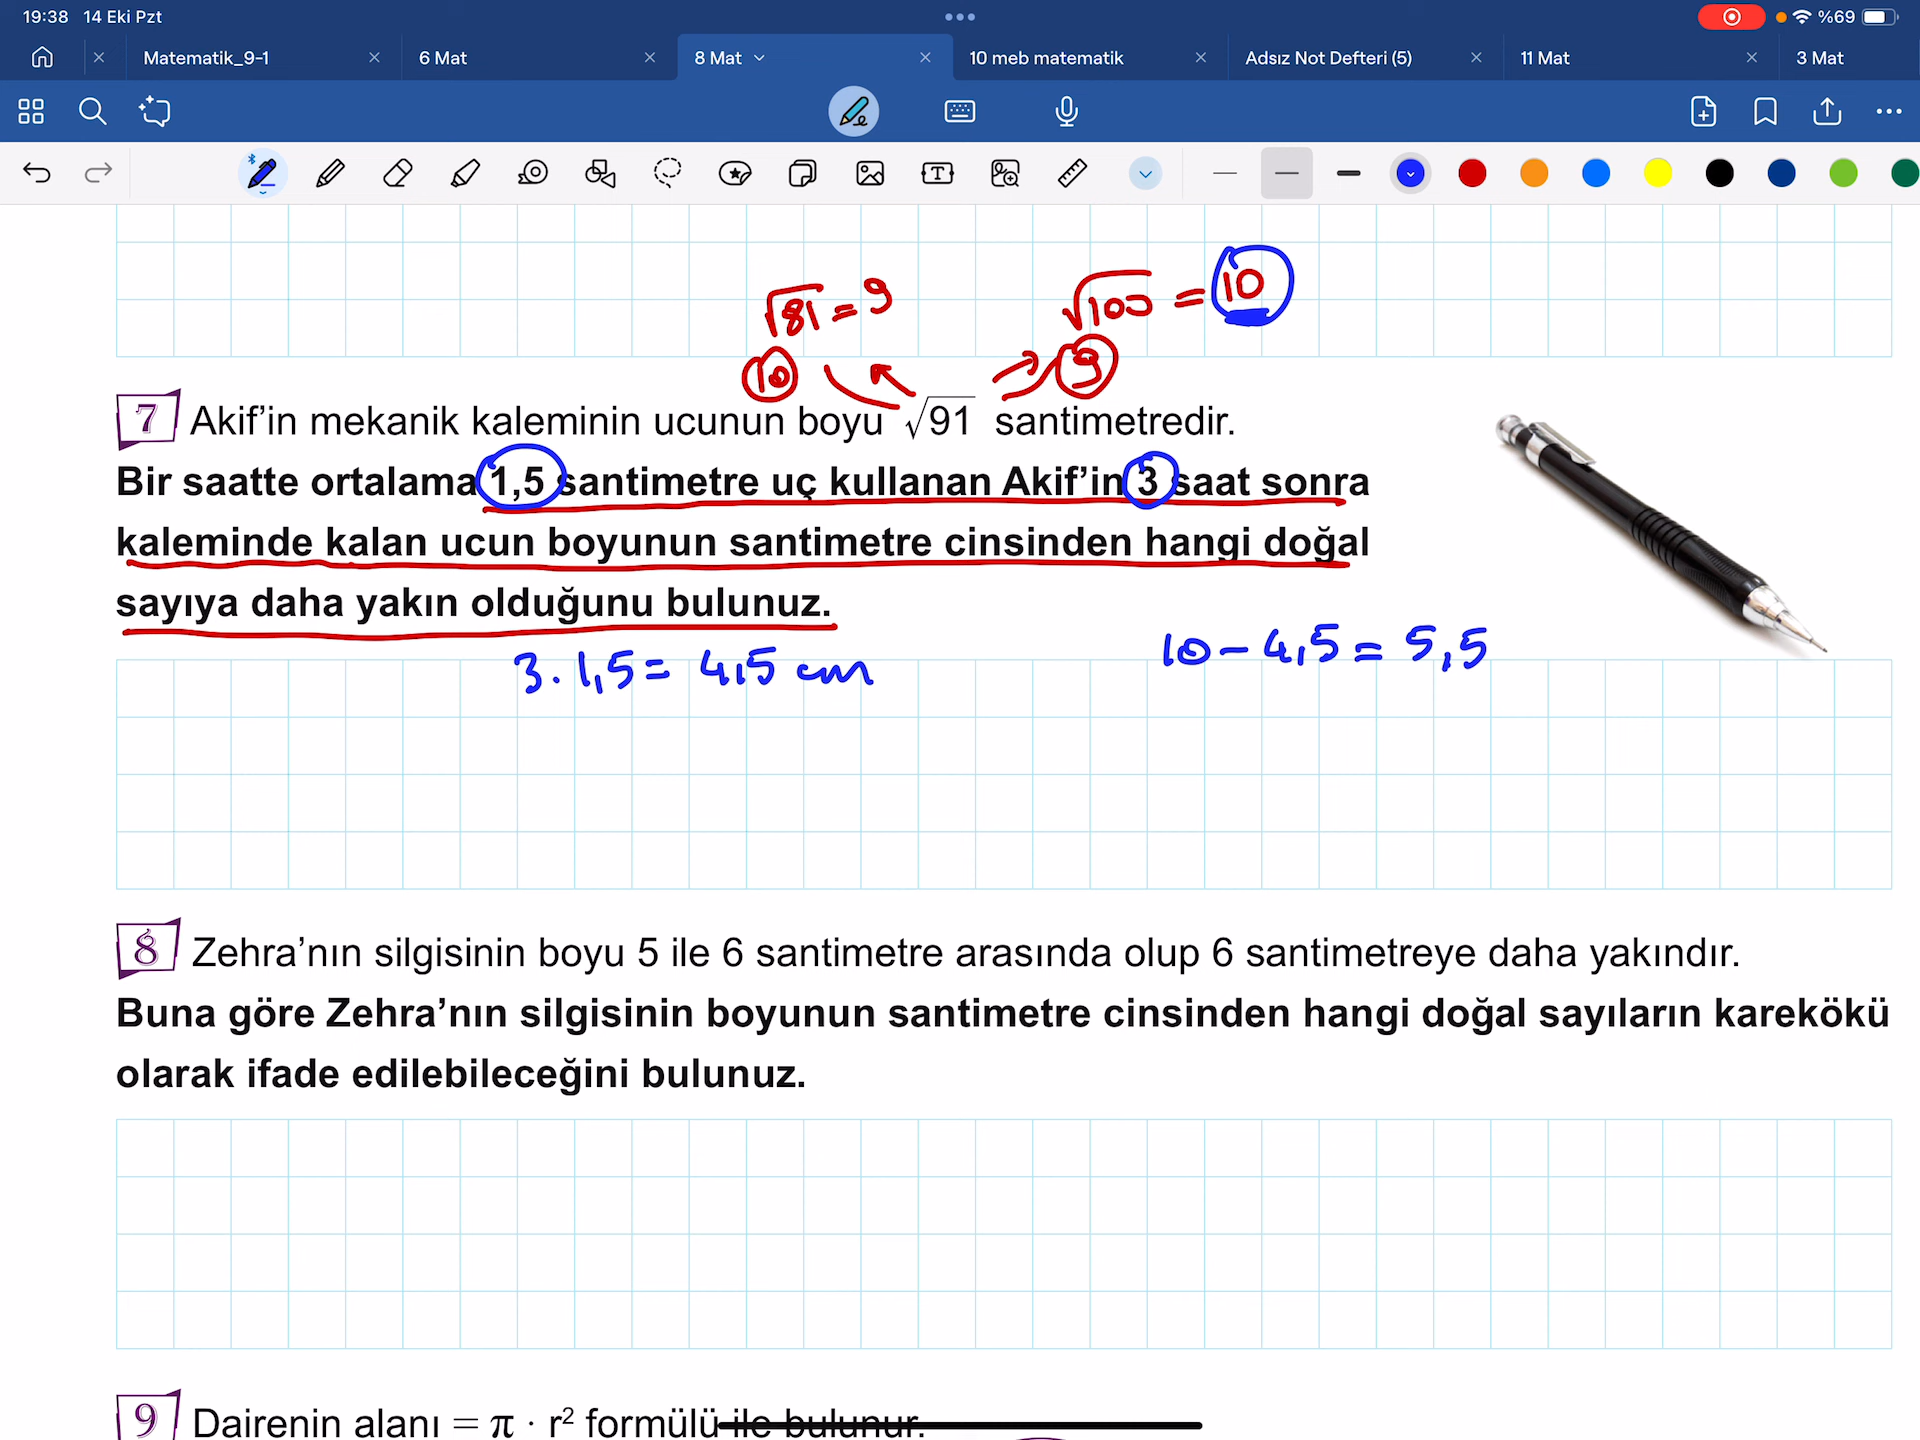 19:38 14 Eki Pzt %69
Matematik_9-1 6 Mat 8 Mat 10 meb matematik Adsız Not Defteri (5) 11 Mat 3 Mat
√81 = 9 √100 = 10
10 9
7 Akif’in mekanik kaleminin ucunun boyu √91 santimetredir.
Bir saatte ortalama 1,5 santimetre uç kullanan Akif’in 3 saat sonra
kaleminde kalan ucun boyunun santimetre cinsinden hangi doğal
sayıya daha yakın olduğunu bulunuz.
3 . 1,5 = 4,5 cm 10 - 4,5 = 5,5
8 Zehra’nın silgisinin boyu 5 ile 6 santimetre arasında olup 6 santimetreye daha yakındır.
Buna göre Zehra’nın silgisinin boyunun santimetre cinsinden hangi doğal sayıların karekökü
olarak ifade edilebileceğini bulunuz.
9 Dairenin alanı = π · r² formülü ile bulunur.